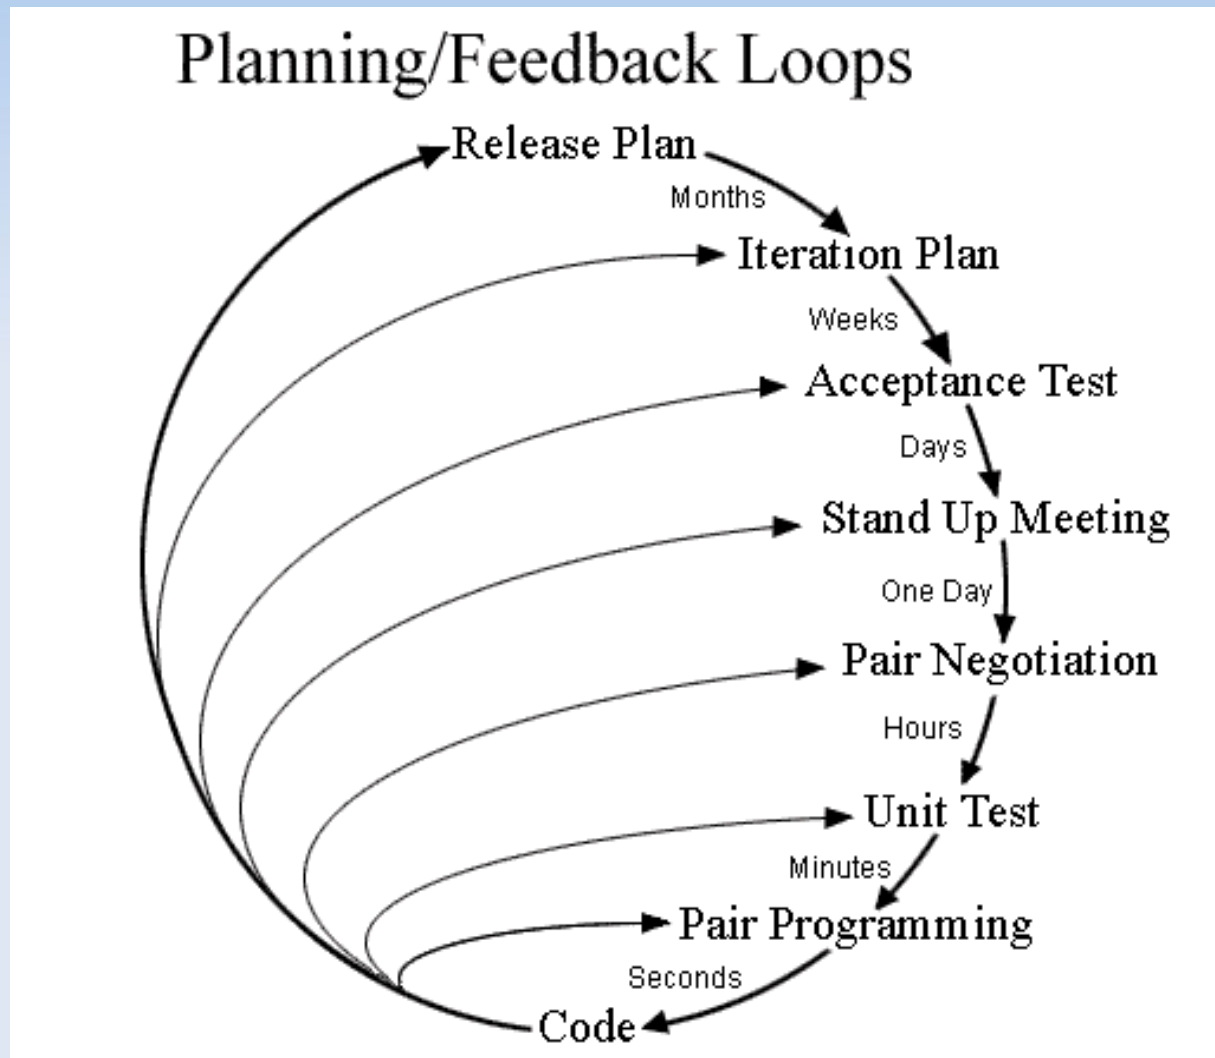 Planning/Feedback Loops
Release Plan
Months
Iteration Plan
Weeks
Acceptance Test
Days
Stand Up Meeting
One Day
Pair Negotiation
Hours
Unit Test
Minutes
Pair Programming
Seconds
Code